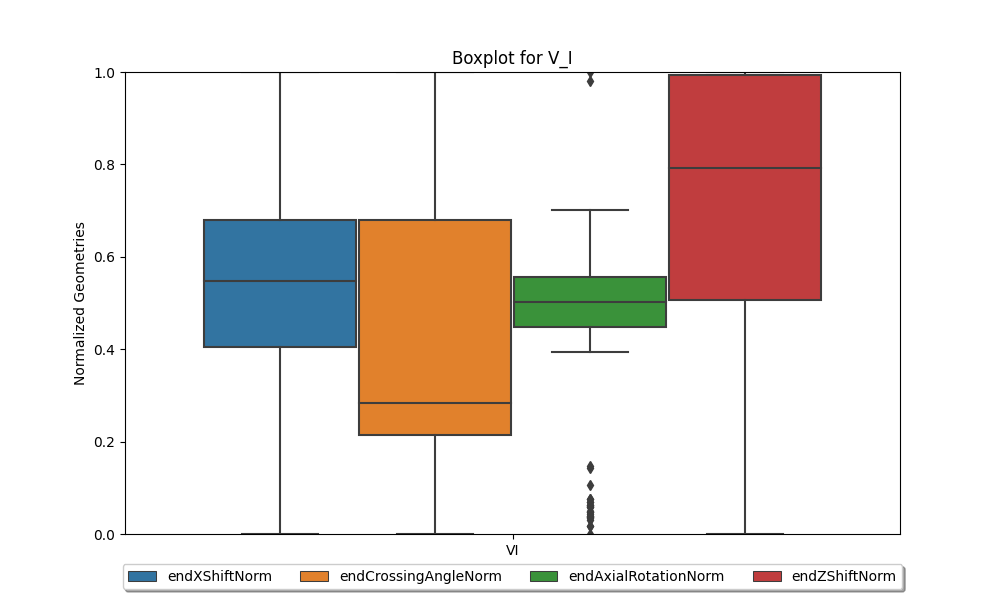 Boxplot for V_I
1.0
0.8
0.6
0.4
0.2
0.0
Normalized Geometries
VI
endXShiftNorm endCrossingAngleNorm endAxialRotationNorm endZShiftNorm